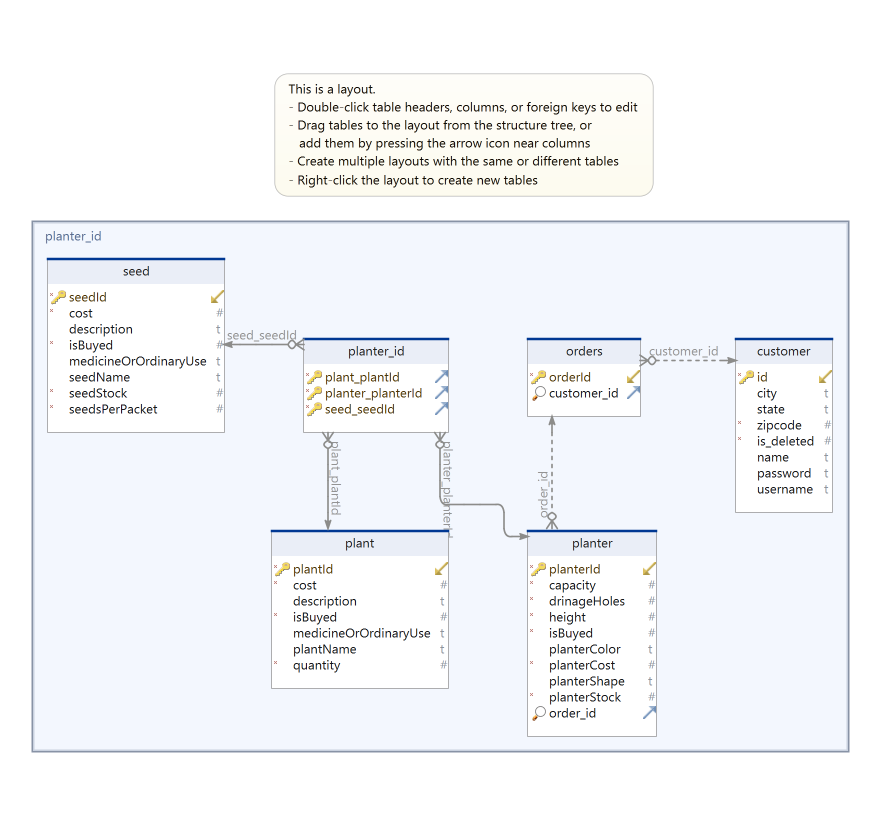 This is a layout.
- Double-click table headers, columns, or foreign keys to edit
- Drag tables to the layout from the structure tree, or
add them by pressing the arrow icon near columns
- Create multiple layouts with the same or different tables
- Right-click the layout to create new tables
planter_id
seed
* seedId
* cost #
description t
* isBuyed #
medicineOrOrdinaryUse t
seedName t
* seedStock #
* seedsPerPacket #
seed_seedId
planter_id
* plant_plantId
* planter_planterId
* seed_seedId
orders
* orderId
customer_id
customer_id
customer
* id
city t
state t
* zipcode #
* is_deleted #
name t
password t
username t
plant_plantId
planter_planterId
order_id
plant
* plantId
* cost #
description t
* isBuyed #
medicineOrOrdinaryUse t
plantName t
* quantity #
planter
* planterId
* capacity #
* drinageHoles #
* height #
* isBuyed #
planterColor t
* planterCost #
planterShape t
* planterStock #
order_id